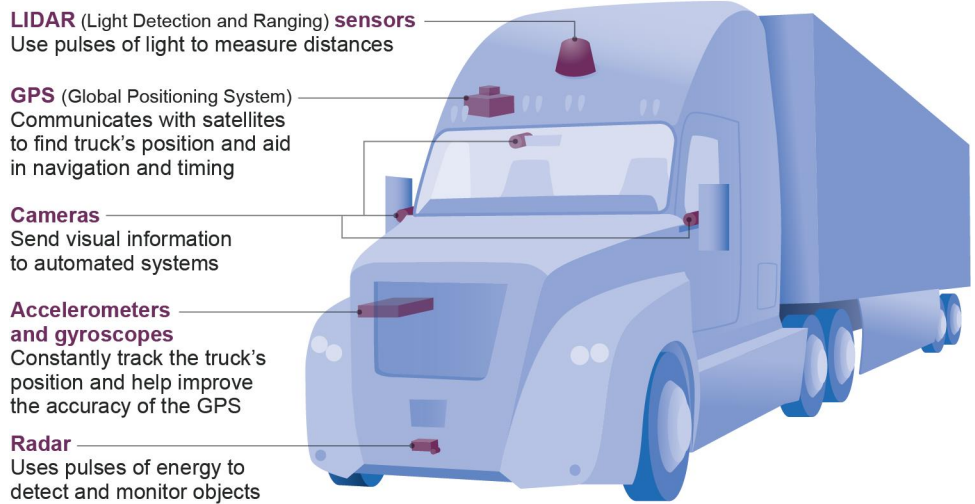 LIDAR (Light Detection and Ranging) sensors
Use pulses of light to measure distances
GPS (Global Positioning System)
Communicates with satellites
to find truck's position and aid
in navigation and timing
Cameras
Send visual information
to automated systems
Accelerometers
and gyroscopes
Constantly track the truck's
position and help improve
the accuracy of the GPS
Radar
Uses pulses of energy to
detect and monitor objects